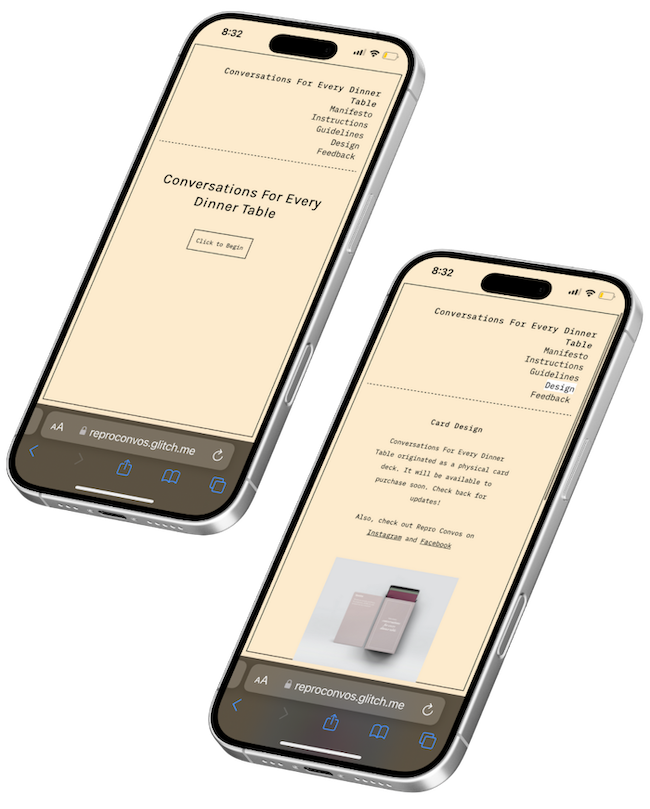 8:32
Conversations For Every Dinner
Table
Manifesto
Instructions
Guidelines
Design
Feedback
Conversations For Every
Dinner Table
Click to Begin
AA
reproconvos.glitch.me
8:32
Conversations For Every Dinner
Table
Manifesto
Instructions
Guidelines
Design
Feedback
Card Design
Conversations For Every Dinner
Table originated as a physical card
deck. It will be available to
purchase soon. Check back for
updates!
Also, check out Repro Convos on
Instagram and Facebook
AA
reproconvos.glitch.me